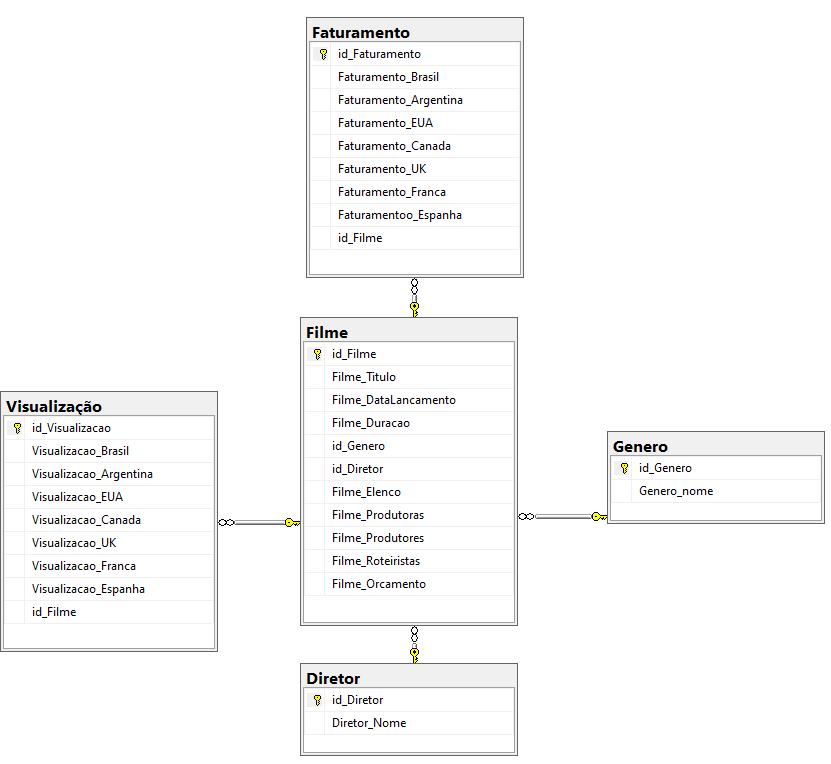 Faturamento
id_Faturamento
Faturamento_Brasil
Faturamento_Argentina
Faturamento_EUA
Faturamento_Canada
Faturamento_UK
Faturamento_Franca
Faturamentoo_Espanha
id_Filme
Filme
id_Filme
Filme_Titulo
Filme_DataLancamento
Filme_Duracao
id_Genero
id_Diretor
Filme_Elenco
Filme_Produtoras
Filme_Produtores
Filme_Roteiristas
Filme_Orcamento
Visualização
id_Visualizacao
Visualizacao_Brasil
Visualizacao_Argentina
Visualizacao_EUA
Visualizacao_Canada
Visualizacao_UK
Visualizacao_Franca
Visualizacao_Espanha
id_Filme
Genero
id_Genero
Genero_nome
Diretor
id_Diretor
Diretor_Nome